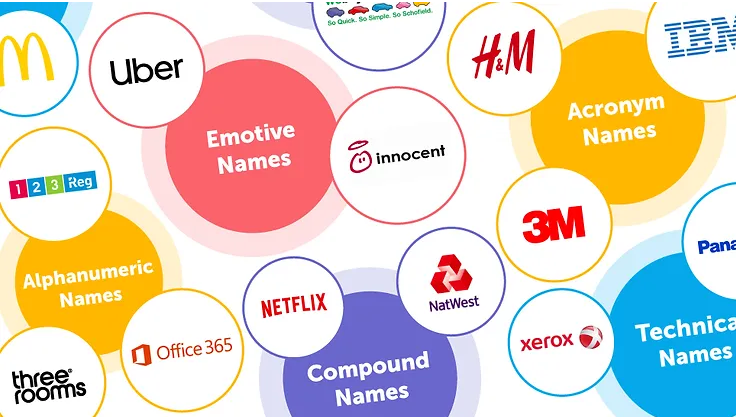 So Quick. So Simple. So Schofield.
Uber
Emotive
Names
innocent
H&M
IBM
Acronym
Names
1 2 3 Reg
3M
Alphanumeric
Names
Office 365
three
rooms
NETFLIX
NatWest
Compound
Names
xerox
Pana
Technica
Names